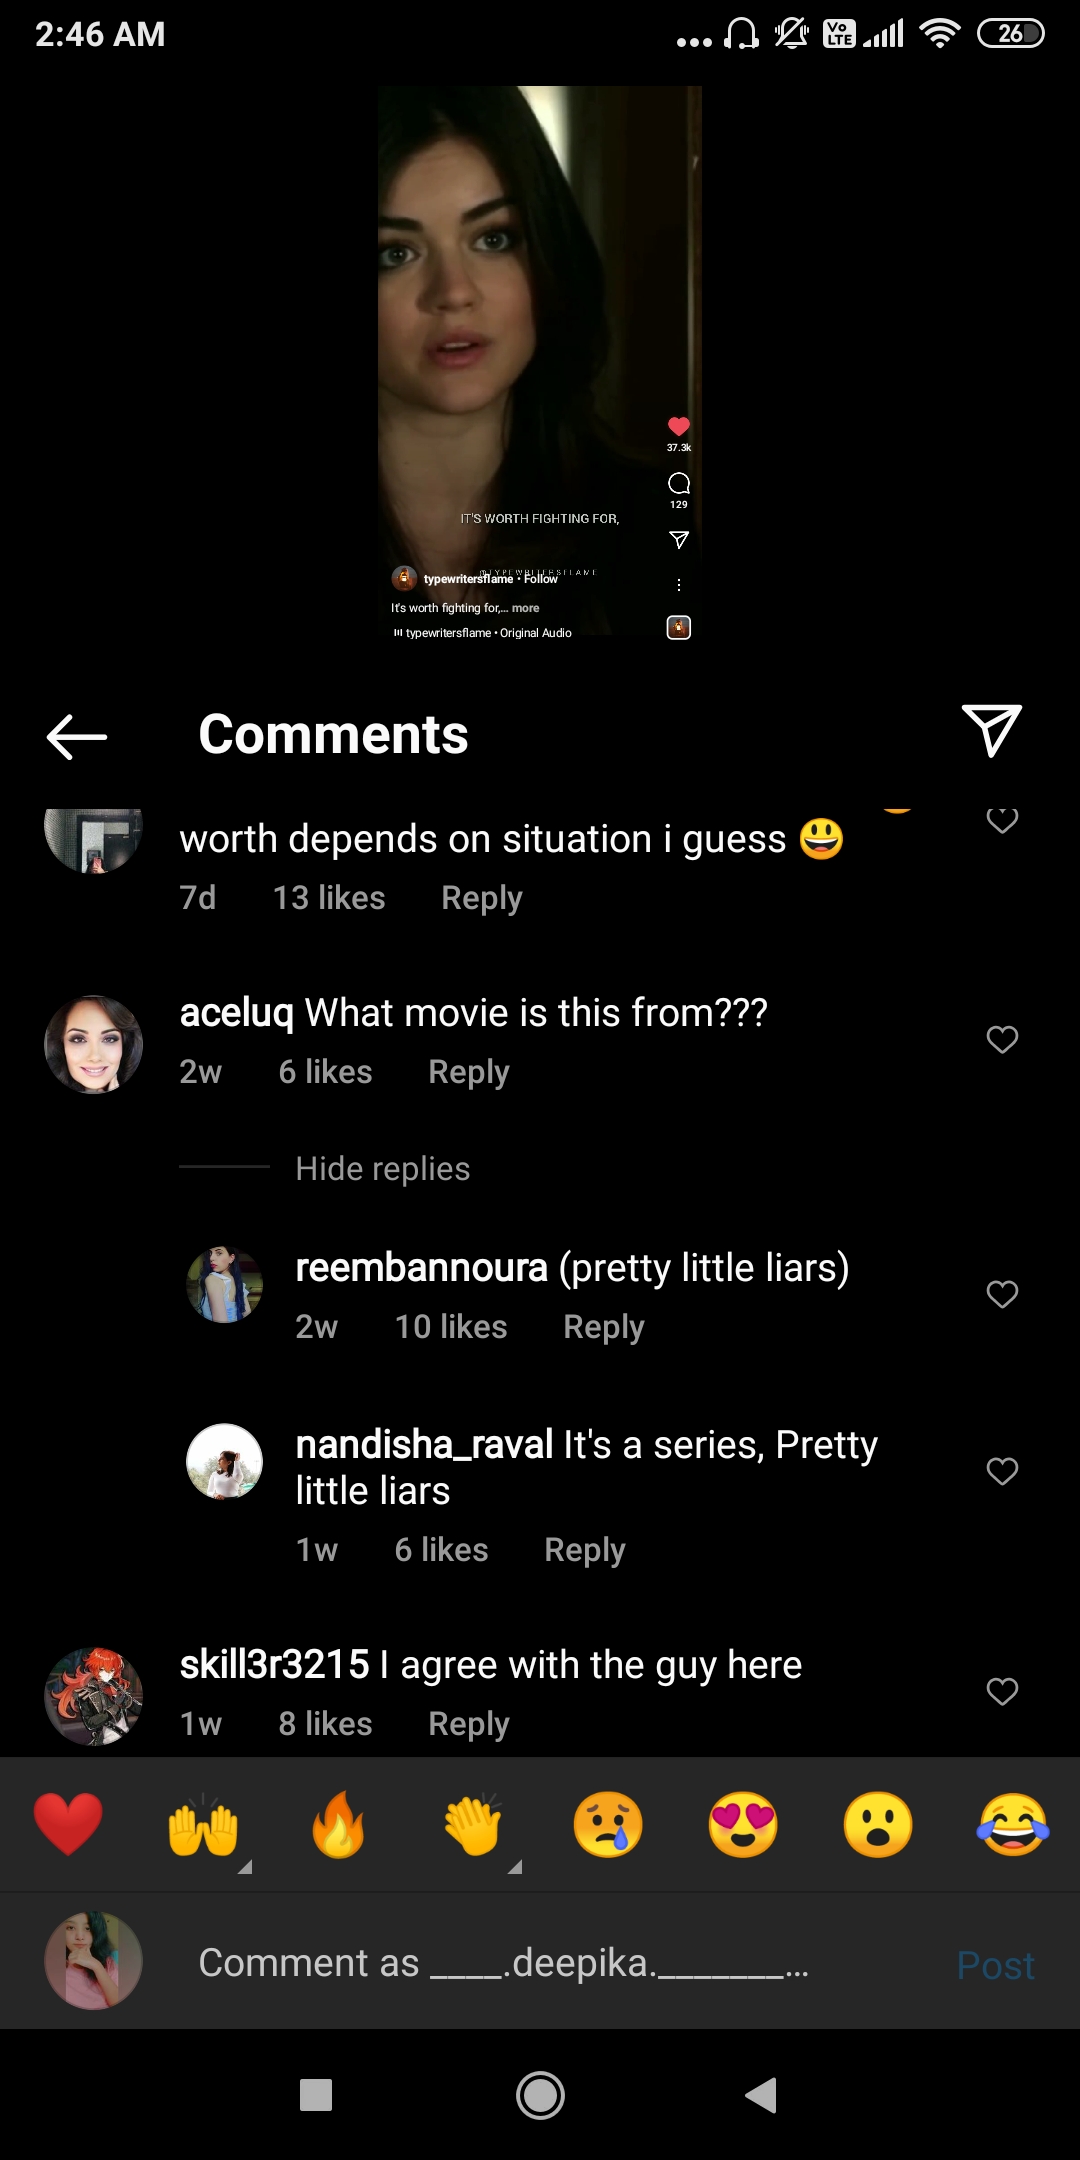 2:46 AM
Vo
LTE
26
37.3k
129
IT'S WORTH FIGHTING FOR,
@TYPEWRITERSFLAME
typewritersflame • Follow
It's worth fighting for,... more
typewritersflame • Original Audio
Comments
worth depends on situation i guess 😃
7d 13 likes Reply
aceluq What movie is this from???
2w 6 likes Reply
Hide replies
reembannoura (pretty little liars)
2w 10 likes Reply
nandisha_raval It's a series, Pretty
little liars
1w 6 likes Reply
skill3r3215 I agree with the guy here
1w 8 likes Reply
Comment as ____.deepika._______...
Post